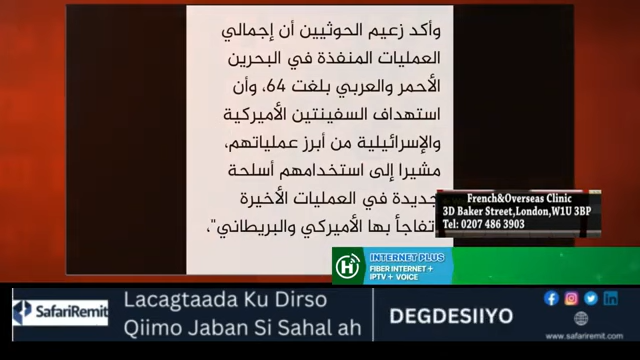 وأكد زعيم الحوثيين أن إجمالي
العمليات المنفذة في البحرين
الأحمر والعربي بلغت 64، وأن
استهداف السفينتين الأميركية
والإسرائيلية من أبرز عملياتهم،
مشيرا إلى استخدامهم أسلحة
جديدة في العمليات الأخيرة
تفاجأ بها الأميركي والبريطاني"،
French&Overseas Clinic
3D Baker Street,London,W1U 3BP
Tel: 0207 486 3903
INTERNET PLUS
FIBER INTERNET +
IPTV + VOICE
SafariRemit
Lacagtaada Ku Dirso
Qiimo Jaban Si Sahal ah
DEGDESIIYO
www.safariremit.com